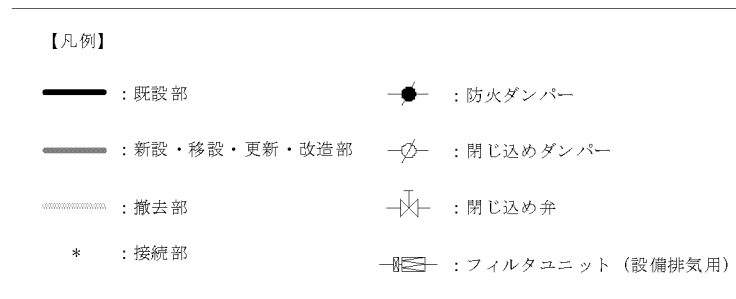 【凡例】
：既設部
：防火ダンパー
：新設・移設・更新・改造部
：閉じ込めダンパー
：撤去部
：閉じ込め弁
*：接続部
：フィルタユニット（設備排気用）